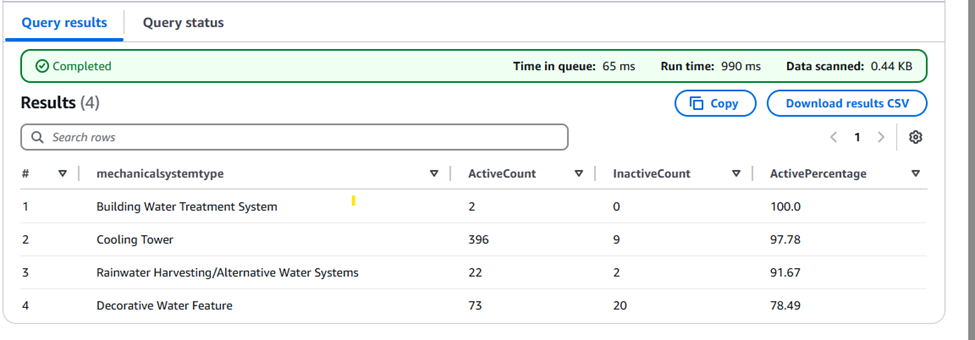 Query results Query status
Completed Time in queue: 65 ms Run time: 990 ms Data scanned: 0.44 KB
Results (4) Copy Download results CSV
Search rows 1
# mechanicalsystemtype ActiveCount InactiveCount ActivePercentage
1 Building Water Treatment System 2 0 100.0
2 Cooling Tower 396 9 97.78
3 Rainwater Harvesting/Alternative Water Systems 22 2 91.67
4 Decorative Water Feature 73 20 78.49